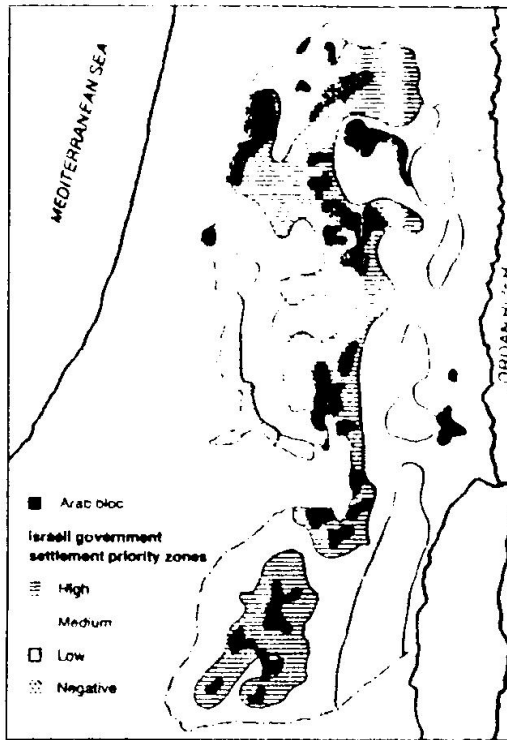 MEDITERRANEAN SEA
Arab bloc
Israeli government
settlement priority zones
High
Medium
Low
Negative